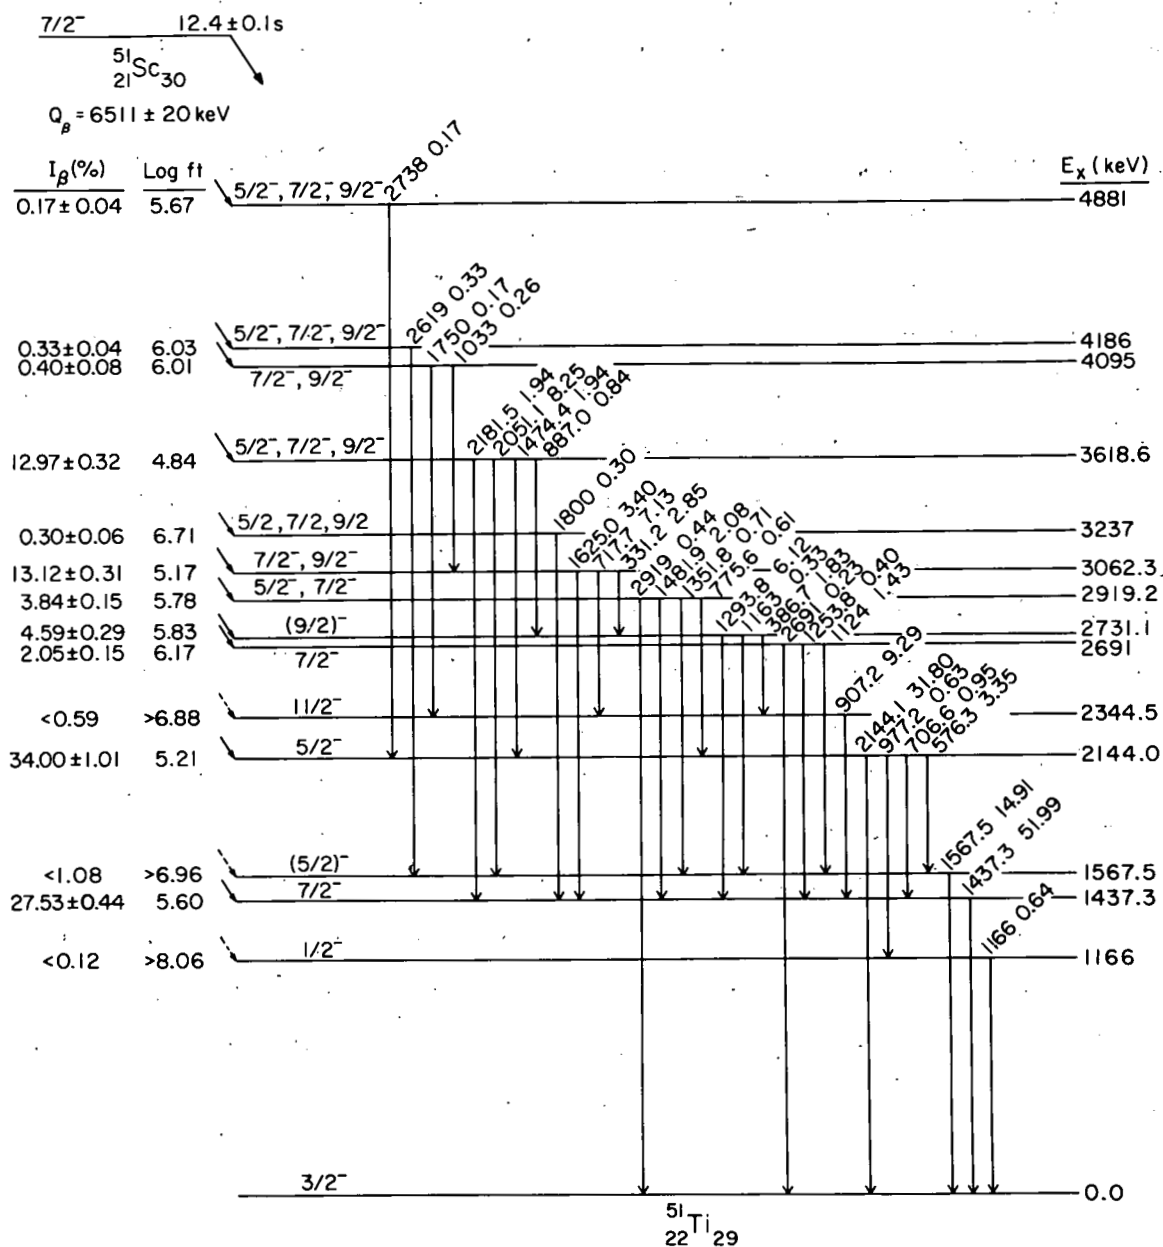 7/2⁻ 12.4±0.1s
⁵¹₂₁Sc₃₀
Qᵦ = 6511 ± 20 keV
Iᵦ(%) Log ft Eₓ (keV)
2738 0.17
0.17±0.04 5.67 5/2⁻, 7/2⁻, 9/2⁻ 4881
2619 0.33
1750 0.17
1033 0.26
0.33±0.04 6.03 5/2⁻, 7/2⁻, 9/2⁻ 4186
0.40±0.08 6.01 7/2⁻, 9/2⁻ 4095
2181.5 1.94
2051.1 8.25
1474.4 1.94
887.0 0.84
12.97±0.32 4.84 5/2⁻, 7/2⁻, 9/2⁻ 3618.6
1800 0.30
0.30±0.06 6.71 5/2, 7/2, 9/2 3237
1625.0 3.40
717.7 7.13
331.2 2.85
13.12±0.31 5.17 7/2⁻, 9/2⁻ 3062.3
2919 0.44
1481.9 2.08
1351.8 0.71
775.6 0.61
3.84±0.15 5.78 5/2⁻, 7/2⁻ 2919.2
1293.8 6.12
1163 0.33
386.7 1.83
4.59±0.29 5.83 (9/2)⁻ 2731.1
2691 0.27
1253.8 0.40
1124 1.43
2.05±0.15 6.17 7/2⁻ 2691
907.2 9.29
<0.59 >6.88 11/2⁻ 2344.5
2144.1 31.80
977.2 0.63
706.6 0.95
576.3 3.35
34.00±1.01 5.21 5/2⁻ 2144.0
1567.5 14.91
<1.08 >6.96 (5/2)⁻ 1567.5
1437.3 51.99
27.53±0.44 5.60 7/2⁻ 1437.3
1166 0.64
<0.12 >8.06 1/2⁻ 1166
3/2⁻ 0.0
⁵¹₂₂Ti₂₉